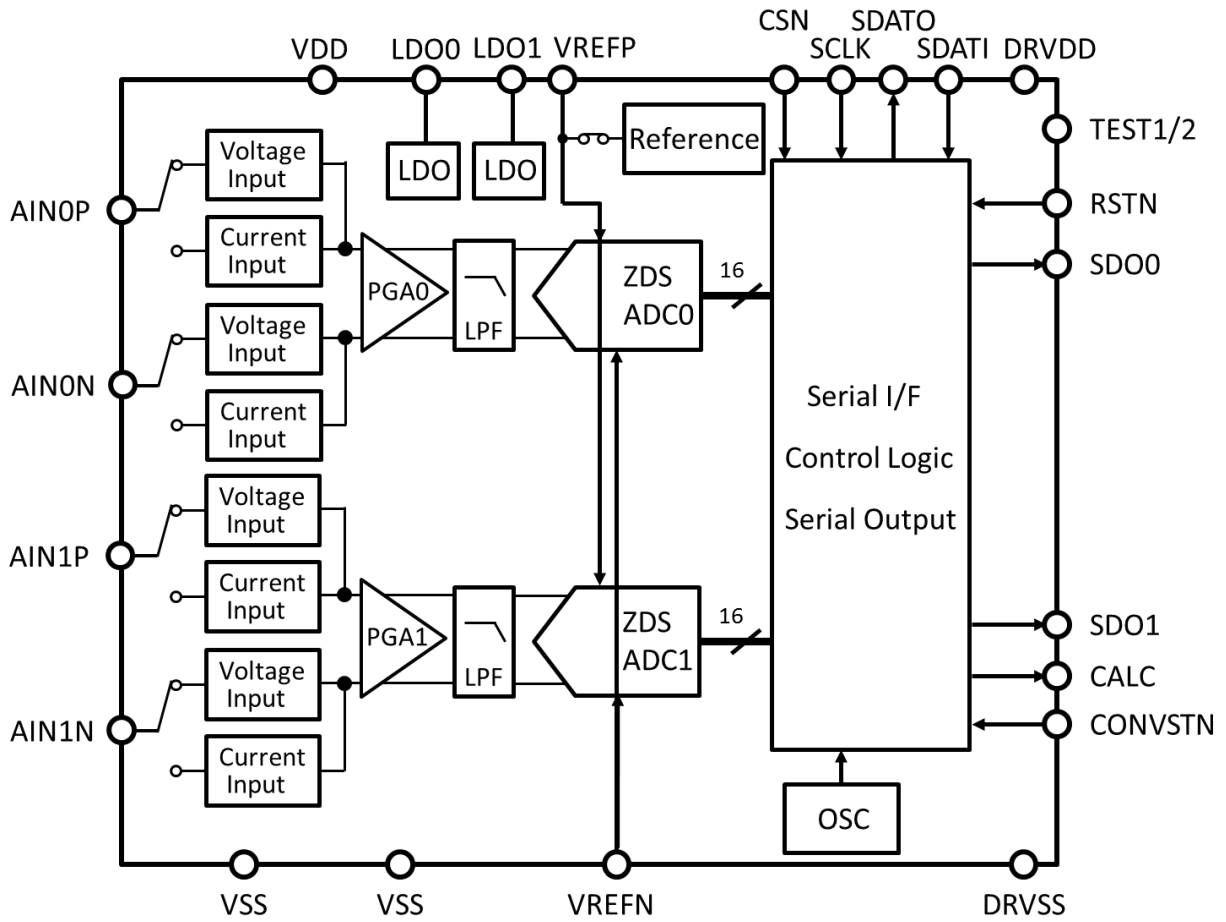 CSN
SDATO
VDD
LDO0
LDO1
VREFP
SCLK
SDATI
DRVDD
TEST1/2
Reference
Voltage
Input
LDO
LDO
AIN0P
RSTN
Current
Input
SDO0
PGA0
LPF
ZDS
ADC0
16
Voltage
Input
AIN0N
Current
Input
Serial I/F
Control Logic
Serial Output
Voltage
Input
AIN1P
Current
Input
PGA1
LPF
ZDS
ADC1
16
SDO1
Voltage
Input
CALC
AIN1N
CONVSTN
Current
Input
OSC
VSS
VSS
VREFN
DRVSS